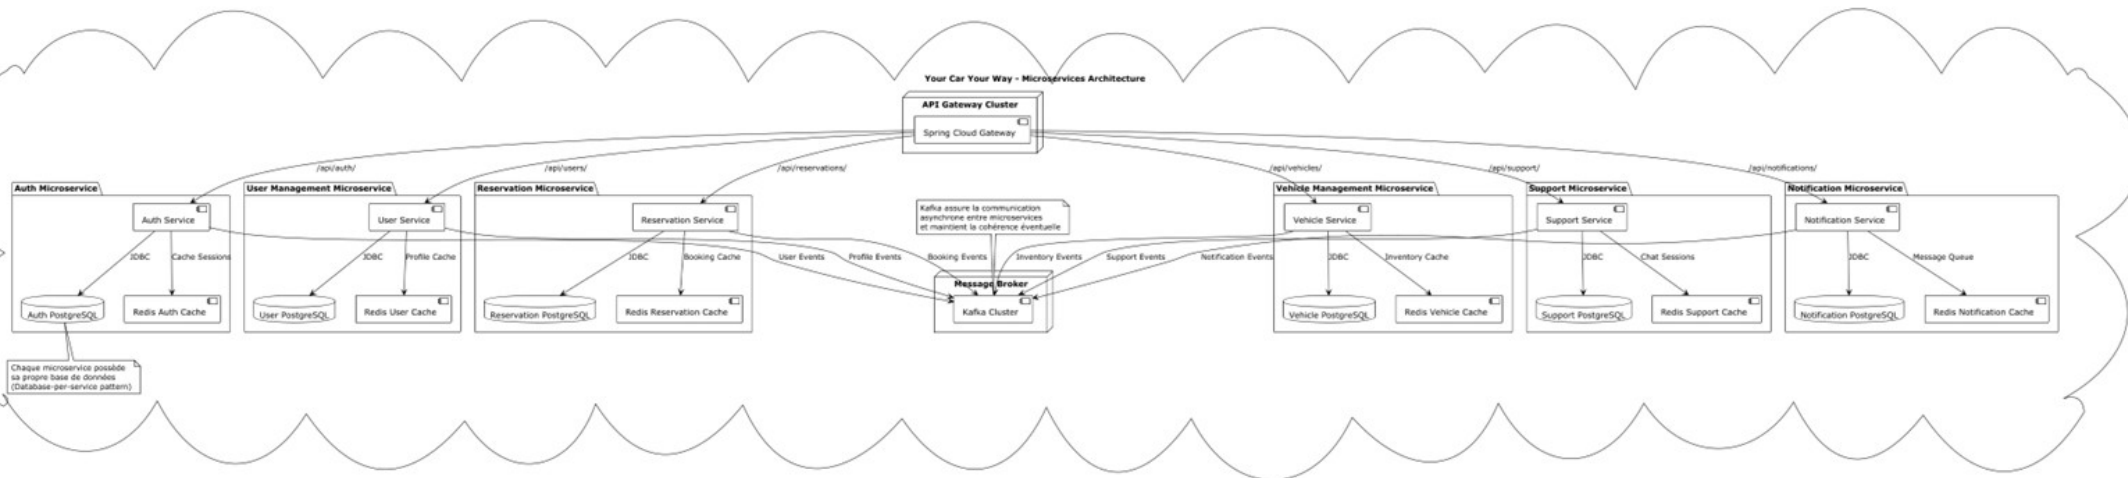 Your Car Your Way - Microservices Architecture
API Gateway Cluster
Spring Cloud Gateway
/api/auth/
/api/users/
/api/reservations/
/api/vehicles/
/api/support/
/api/notifications/
Auth Microservice
User Management Microservice
Reservation Microservice
Vehicle Management Microservice
Support Microservice
Notification Microservice
Auth Service
User Service
Reservation Service
Kafka assure la communication
asynchrone entre microservices
et maintient la cohérence éventuelle
Vehicle Service
Support Service
Notification Service
JDBC
Cache Sessions
JDBC
Profile Cache
JDBC
Booking Cache
User Events
Profile Events
Booking Events
Inventory Events
Support Events
Notification Events
JDBC
Inventory Cache
JDBC
Chat Sessions
JDBC
Message Queue
Message Broker
Auth PostgreSQL
Redis Auth Cache
User PostgreSQL
Redis User Cache
Reservation PostgreSQL
Redis Reservation Cache
Kafka Cluster
Vehicle PostgreSQL
Redis Vehicle Cache
Support PostgreSQL
Redis Support Cache
Notification PostgreSQL
Redis Notification Cache
Chaque microservice possède
sa propre base de données
(Database-per-service pattern)